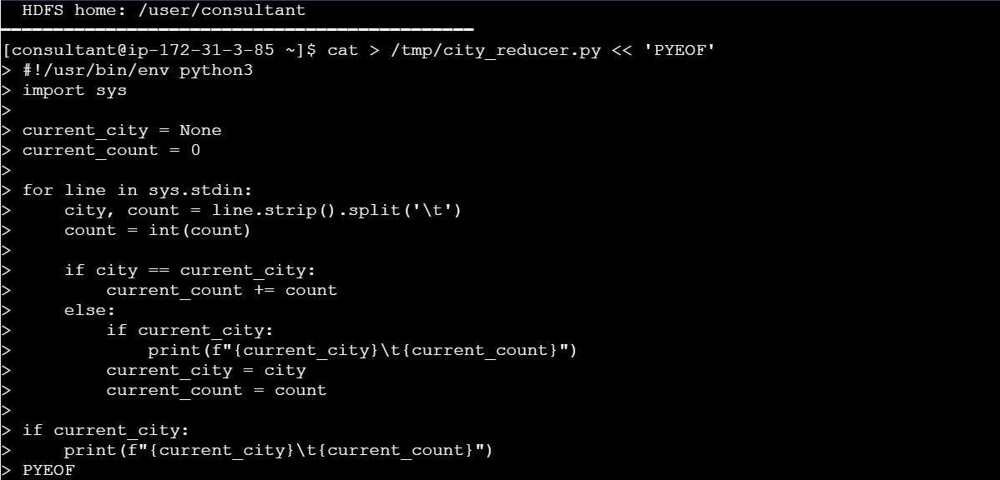 HDFS home: /user/consultant
[consultant@ip-172-31-3-85 ~]$ cat > /tmp/city_reducer.py << 'PYEOF'
> #!/usr/bin/env python3
> import sys
>
> current_city = None
> current_count = 0
>
> for line in sys.stdin:
>     city, count = line.strip().split('\t')
>     count = int(count)
>
>     if city == current_city:
>         current_count += count
>     else:
>         if current_city:
>             print(f"{current_city}\t{current_count}")
>         current_city = city
>         current_count = count
>
> if current_city:
>     print(f"{current_city}\t{current_count}")
> PYEOF